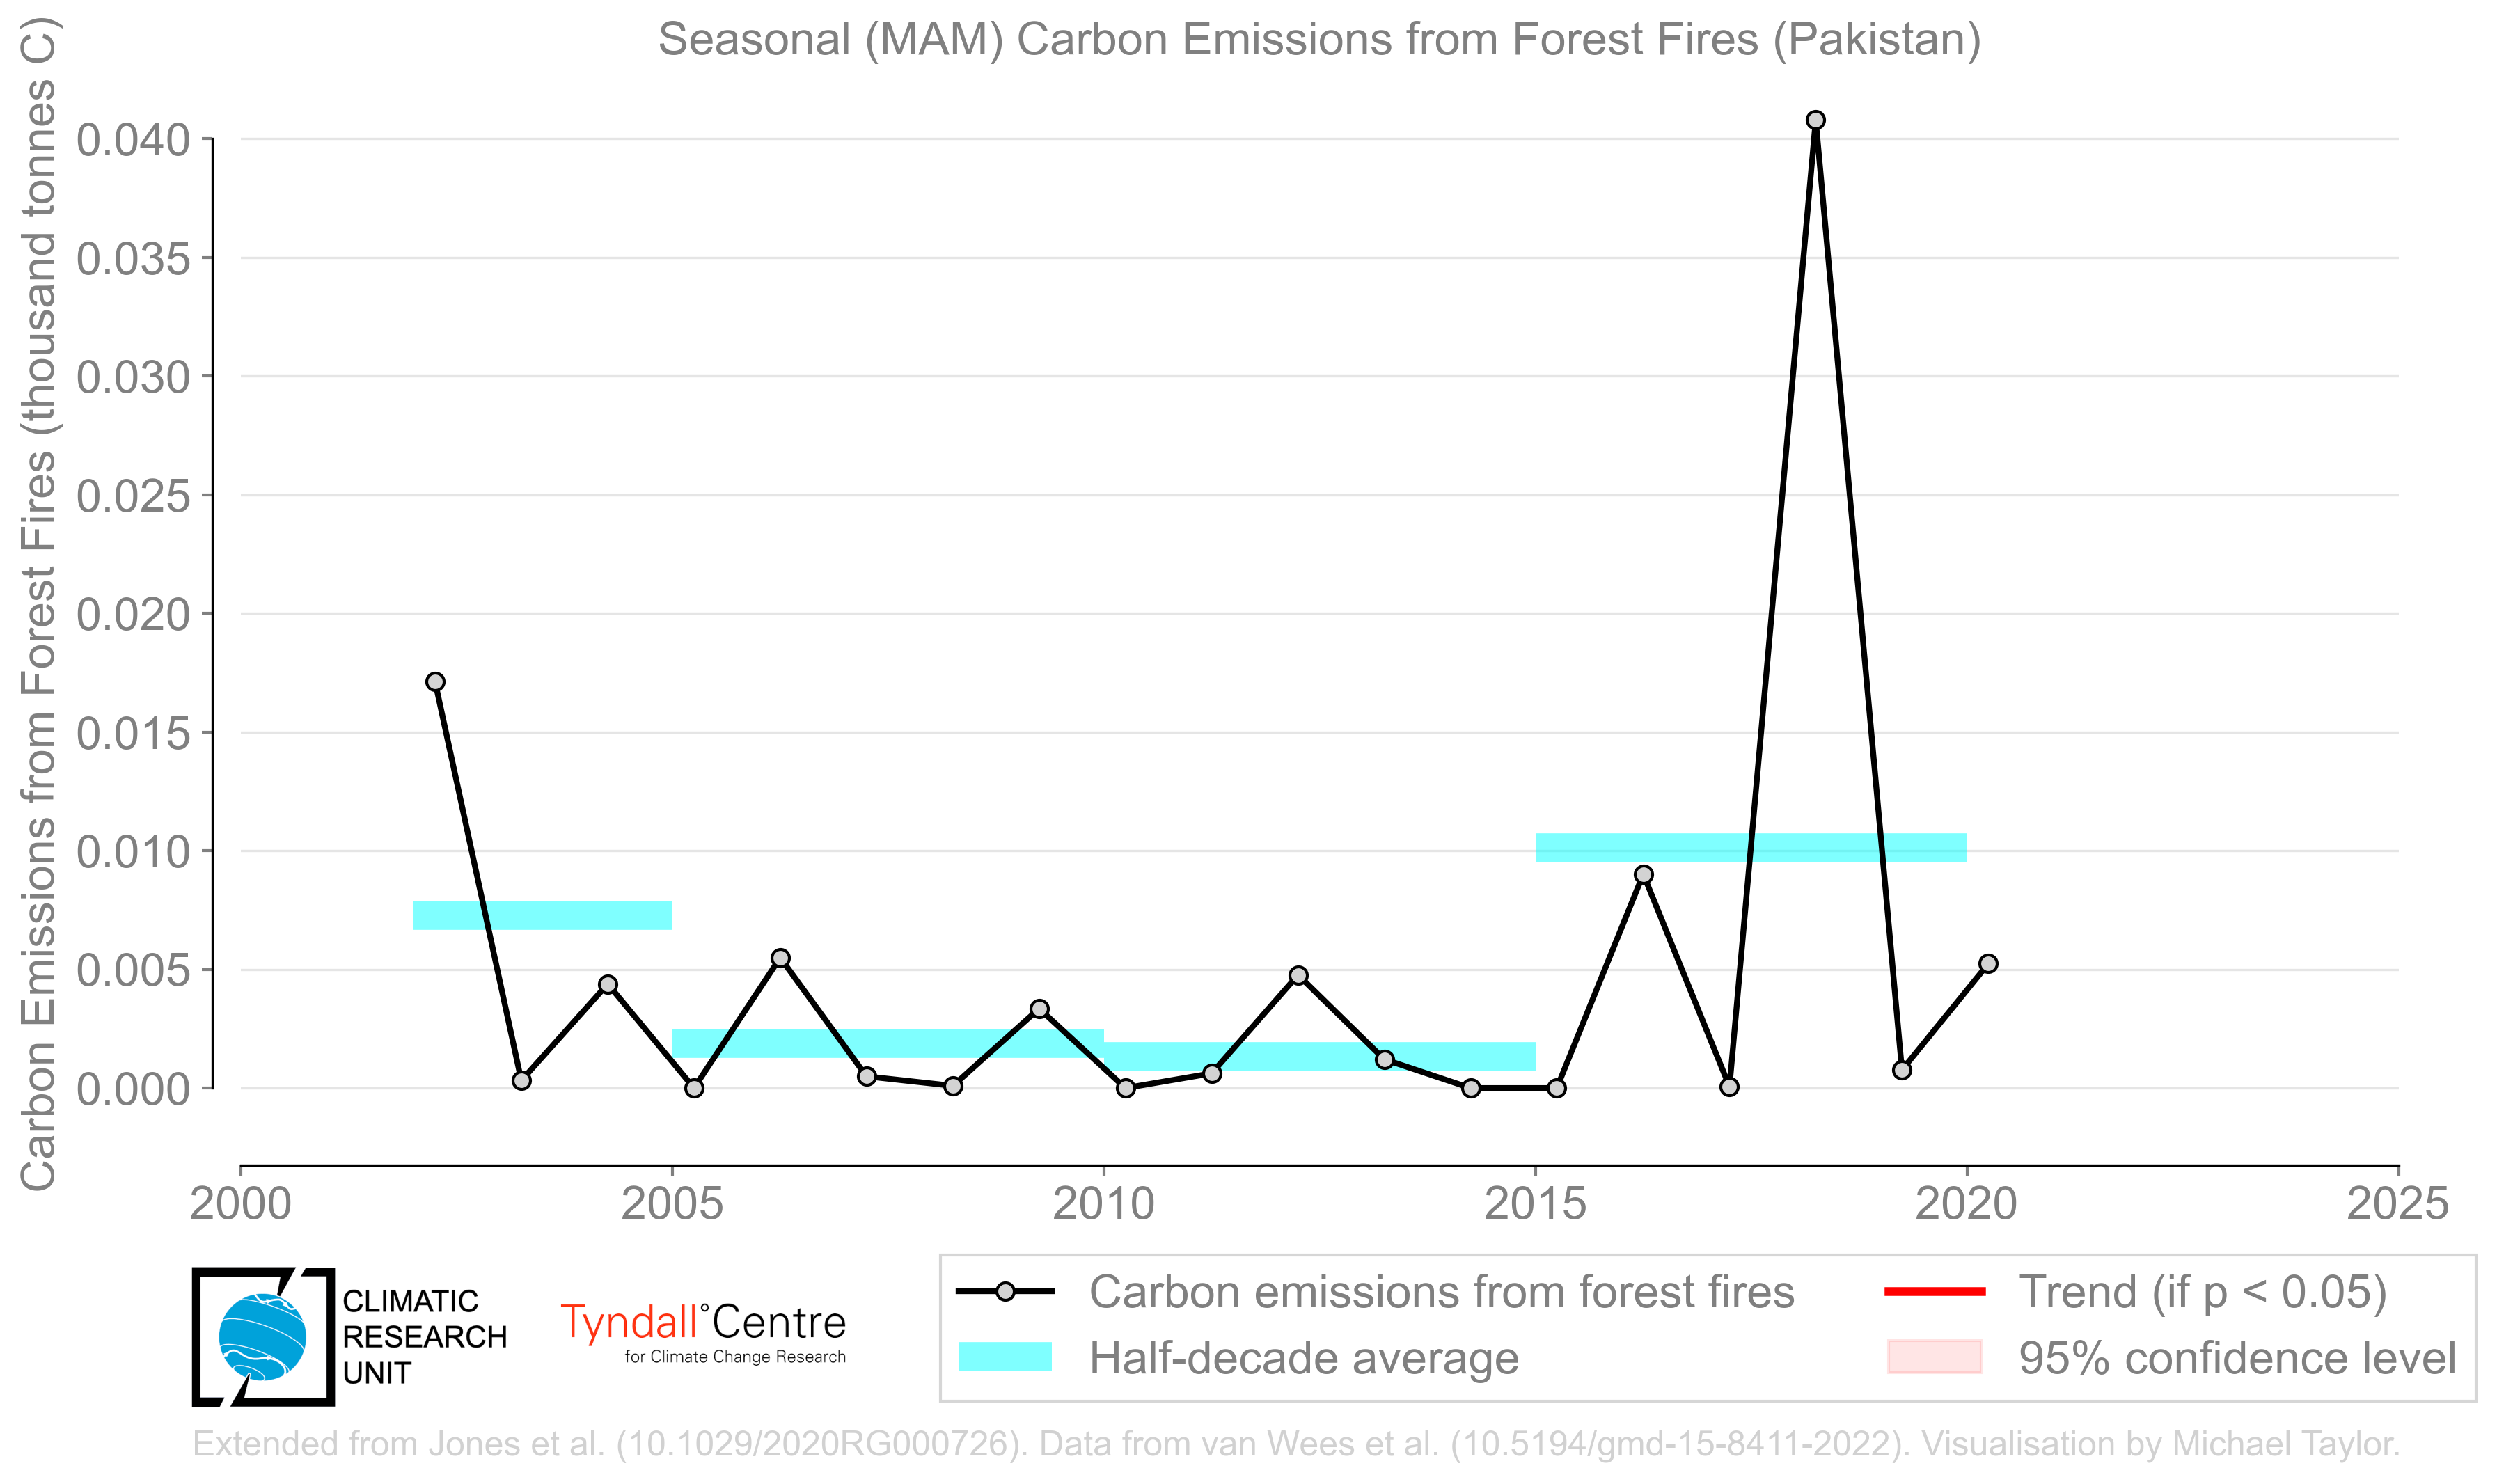 Seasonal (MAM) Carbon Emissions from Forest Fires (Pakistan)
Carbon Emissions from Forest Fires (thousand tonnes C)
0.040
0.035
0.030
0.025
0.020
0.015
0.010
0.005
0.000
2000
2005
2010
2015
2020
2025
CLIMATIC
RESEARCH
UNIT
Tyndall°Centre
for Climate Change Research
Carbon emissions from forest fires
Half-decade average
Trend (if p < 0.05)
95% confidence level
Extended from Jones et al. (10.1029/2020RG000726). Data from van Wees et al. (10.5194/gmd-15-8411-2022). Visualisation by Michael Taylor.